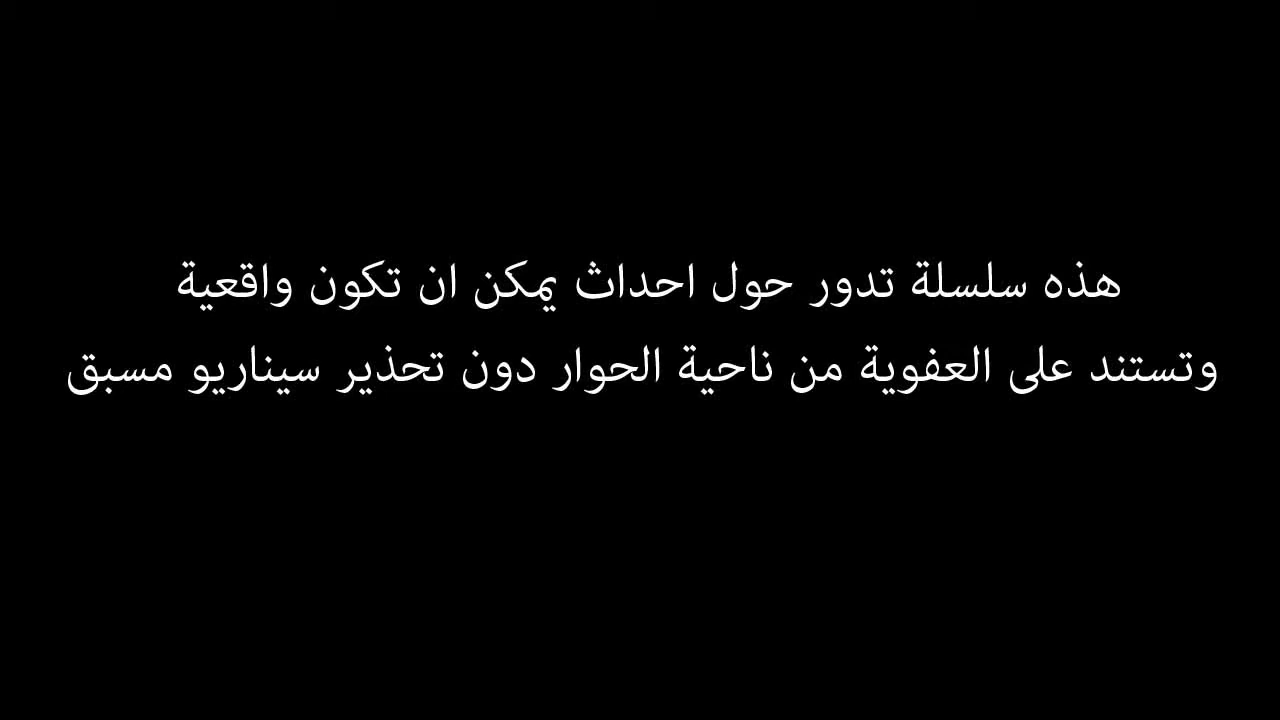 هذه سلسلة تدور حول احداث يمكن ان تكون واقعية
وتستند على العفوية من ناحية الحوار دون تحذير سيناريو مسبق